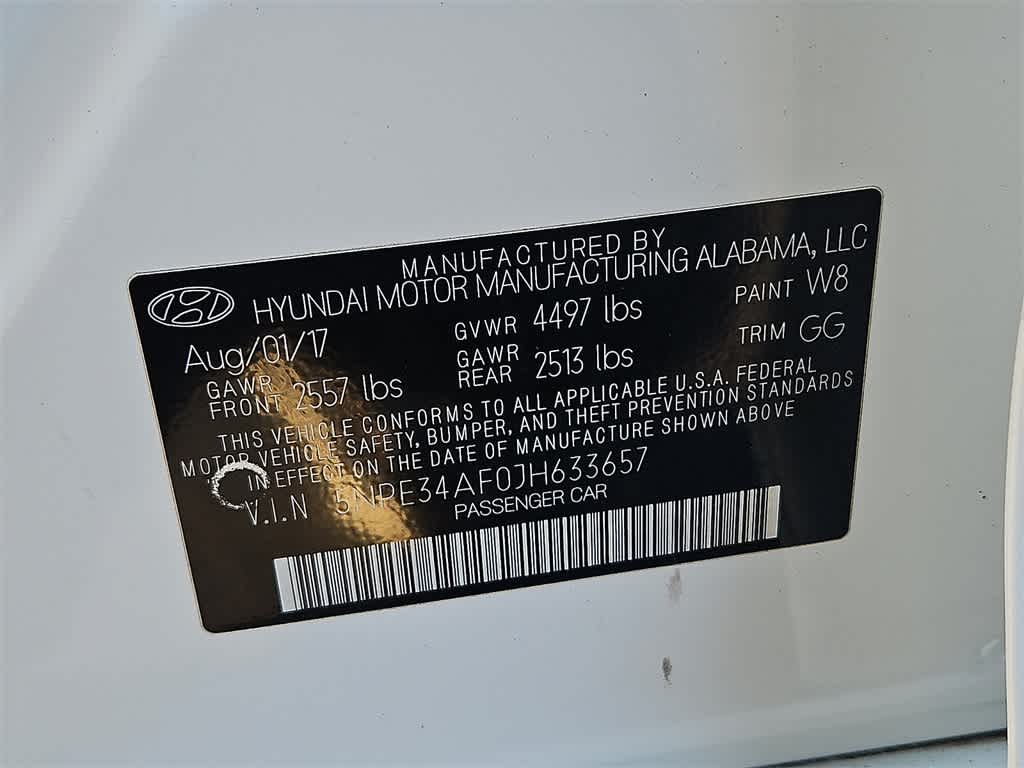 MANUFACTURED BY
HYUNDAI MOTOR MANUFACTURING ALABAMA, LLC
Aug/01/17 GVWR 4497 lbs PAINT W8
GAWR FRONT 2557 lbs GAWR REAR 2513 lbs TRIM GG
THIS VEHICLE CONFORMS TO ALL APPLICABLE U.S.A. FEDERAL
MOTOR VEHICLE SAFETY, BUMPER, AND THEFT PREVENTION STANDARDS
IN EFFECT ON THE DATE OF MANUFACTURE SHOWN ABOVE
V.I.N 5NPE34AF0JH633657
PASSENGER CAR